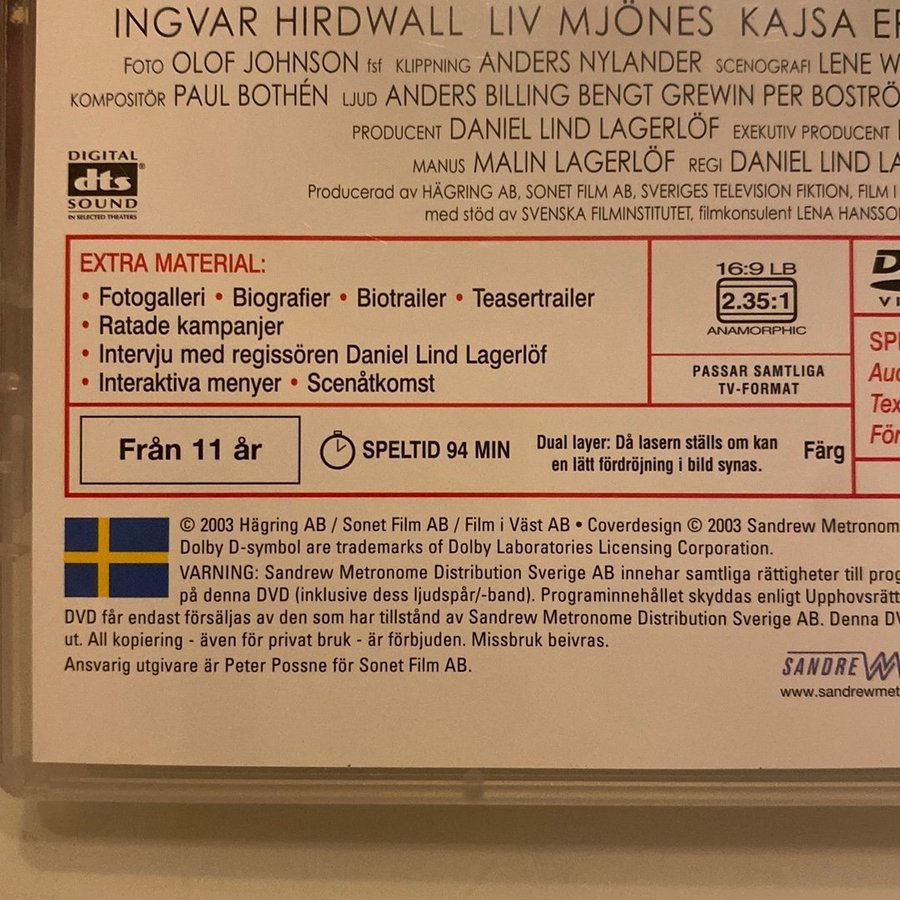 INGVAR HIRDWALL LIV MJÖNES KAJSA
FOTO OLOF JOHNSON fsf KLIPPNING ANDERS NYLANDER SCENOGRAFI LENE
KOMPOSITÖR PAUL BOTHÉN LJUD ANDERS BILLING BENGT GREWIN PER
PRODUCENT DANIEL LIND LAGERLÖF EXEKUTIV PRODUCENT
MANUS MALIN LAGERLÖF REGI DANIEL LIND
DIGITAL
dts®
SOUND
IN SELECTED THEATERS
Producerad av HÄGRING AB, SONET FILM AB, SVERIGES TELEVISION FIKTION, FILM I
med stöd av SVENSKA FILMINSTITUTET, filmkonsulent LENA
EXTRA MATERIAL:
• Fotogalleri • Biografier • Biotrailer • Teasertrailer
• Ratade kampanjer
• Intervju med regissören Daniel Lind Lagerlöf
• Interaktiva menyer • Scenåtkomst
16:9 LB
2.35:1
ANAMORPHIC
PASSAR SAMTLIGA
TV-FORMAT
Från 11 år
SPELTID 94 MIN
Dual layer: Då lasern ställs om kan
en lätt fördröjning i bild synas.
Färg
© 2003 Hägring AB / Sonet Film AB / Film i Väst AB • Coverdesign © 2003 Sandrew Metronome
Dolby D-symbol are trademarks of Dolby Laboratories Licensing Corporation.
VARNING: Sandrew Metronome Distribution Sverige AB innehar samtliga rättigheter till
på denna DVD (inklusive dess ljudspår/-band). Programinnehållet skyddas enligt
DVD får endast försäljas av den som har tillstånd av Sandrew Metronome Distribution Sverige AB. Denna
ut. All kopiering - även för privat bruk - är förbjuden. Missbruk beivras.
Ansvarig utgivare är Peter Possne för Sonet Film AB.
SANDREW